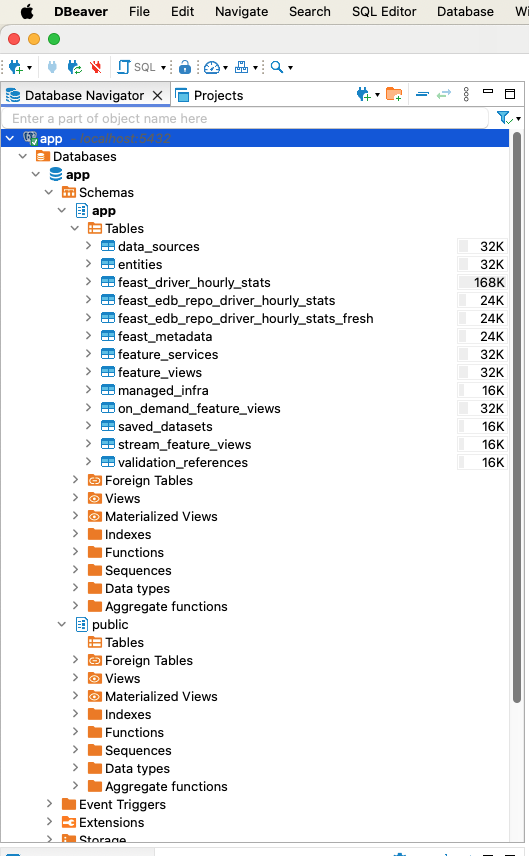 DBeaver File Edit Navigate Search SQL Editor Database
SQL
Database Navigator Projects
Enter a part of object name here
app - localhost:5432
Databases
app
Schemas
app
Tables
data_sources 32K
entities 32K
feast_driver_hourly_stats 168K
feast_edb_repo_driver_hourly_stats 24K
feast_edb_repo_driver_hourly_stats_fresh 24K
feast_metadata 24K
feature_services 32K
feature_views 32K
managed_infra 16K
on_demand_feature_views 32K
saved_datasets 16K
stream_feature_views 16K
validation_references 16K
Foreign Tables
Views
Materialized Views
Indexes
Functions
Sequences
Data types
Aggregate functions
public
Tables
Foreign Tables
Views
Materialized Views
Indexes
Functions
Sequences
Data types
Aggregate functions
Event Triggers
Extensions
Storage